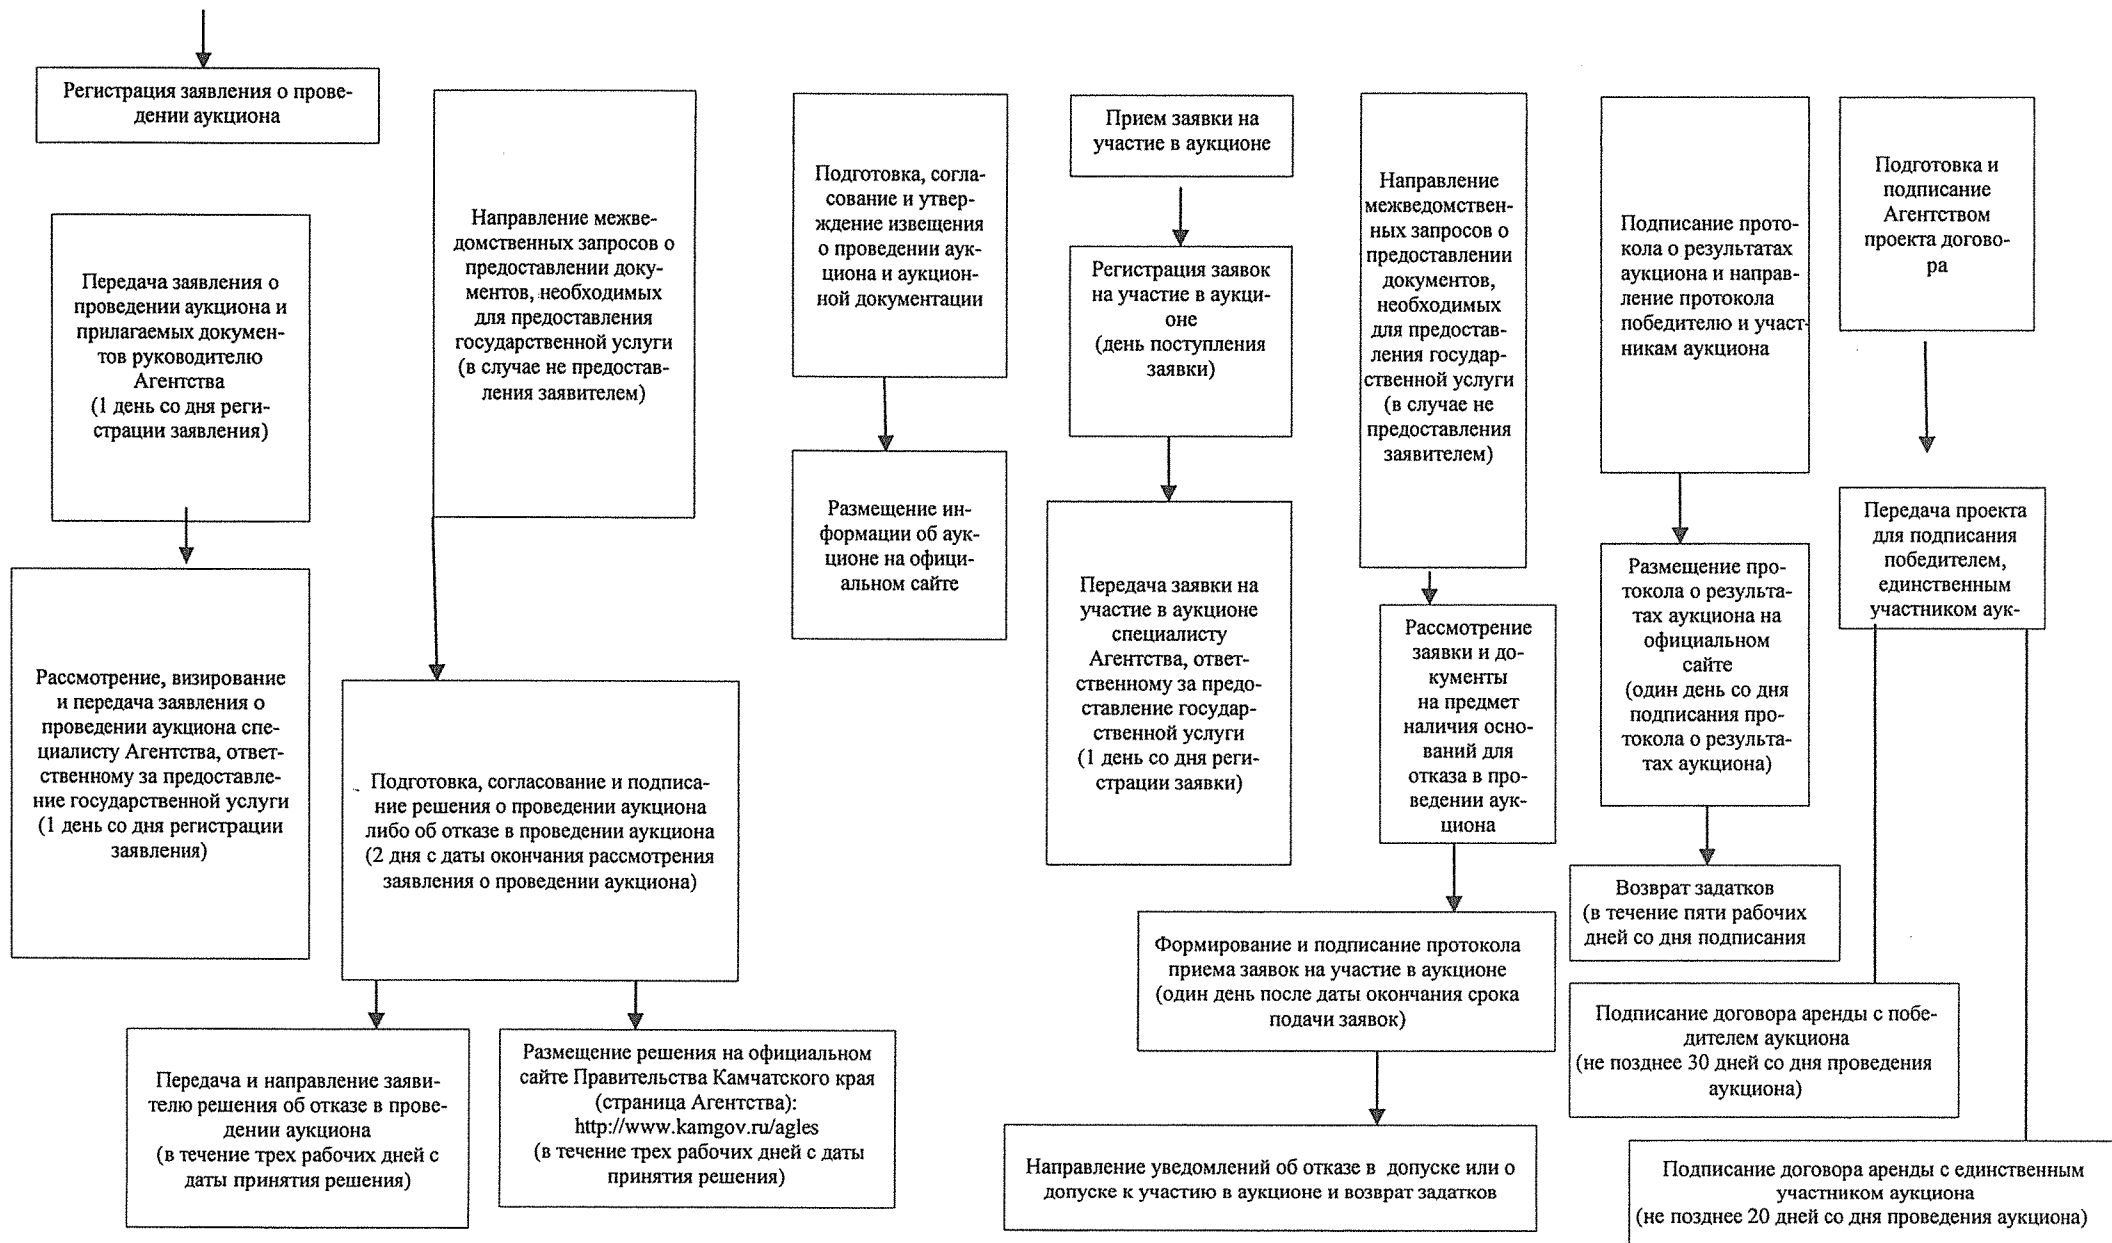 Регистрация заявления о прове-
дении аукциона
Передача заявления о
проведении аукциона и
прилагаемых докумен-
тов руководителю
Агентства
(1 день со дня реги-
страции заявления)
Рассмотрение, визирование
и передача заявления о
проведении аукциона спе-
циалисту Агентства, ответ-
ственному за предоставле-
ние государственной услуги
(1 день со дня регистрации
заявления)
Направление межве-
домственных запросов о
предоставлении доку-
ментов, необходимых
для предоставления
государственной услуги
(в случае не предостав-
ления заявителем)
Подготовка, согласование и подписа-
ние решения о проведении аукциона
либо об отказе в проведении аукциона
(2 дня с даты окончания рассмотрения
заявления о проведении аукциона)
Передача и направление заяви-
телю решения об отказе в прове-
дении аукциона
(в течение трех рабочих дней с
даты принятия решения)
Размещение решения на официальном
сайте Правительства Камчатского края
(страница Агентства):
http://www.kamgov.ru/agles
(в течение трех рабочих дней с даты
принятия решения)
Подготовка, согла-
сование и утвер-
ждение извещения
о проведении аук-
циона и аукцион-
ной документации
Размещение ин-
формации об аук-
ционе на офици-
альном сайте
Прием заявки на
участие в аукционе
Регистрация заявок
на участие в аукци-
оне
(день поступления
заявки)
Передача заявки на
участие в аукционе
специалисту
Агентства, ответ-
ственному за предо-
ставление государ-
ственной услуги
(1 день со дня реги-
страции заявки)
Направление
межведомствен-
ных запросов о
предоставлении
документов,
необходимых
для предостав-
ления государ-
ственной услуги
(в случае не
предоставления
заявителем)
Рассмотрение
заявки и до-
кументы
на предмет
наличия осно-
ваний для
отказа в про-
ведении аук-
циона
Формирование и подписание протокола
приема заявок на участие в аукционе
(один день после даты окончания срока
подачи заявок)
Направление уведомлений об отказе в допуске или о
допуске к участию в аукционе и возврат задатков
Подписание прото-
кола о результатах
аукциона и направ-
ление протокола
победителю и участ-
никам аукциона
Размещение про-
токола о результа-
тах аукциона на
официальном
сайте
(один день со дня
подписания про-
токола о результа-
тах аукциона)
Возврат задатков
(в течение пяти рабочих
дней со дня подписания
Подготовка и
подписание
Агентством
проекта догово-
ра
Передача проекта
для подписания
победителем,
единственным
участником аук-
Подписание договора аренды с побе-
дителем аукциона
(не позднее 30 дней со дня проведения
аукциона)
Подписание договора аренды с единственным
участником аукциона
(не позднее 20 дней со дня проведения аукциона)